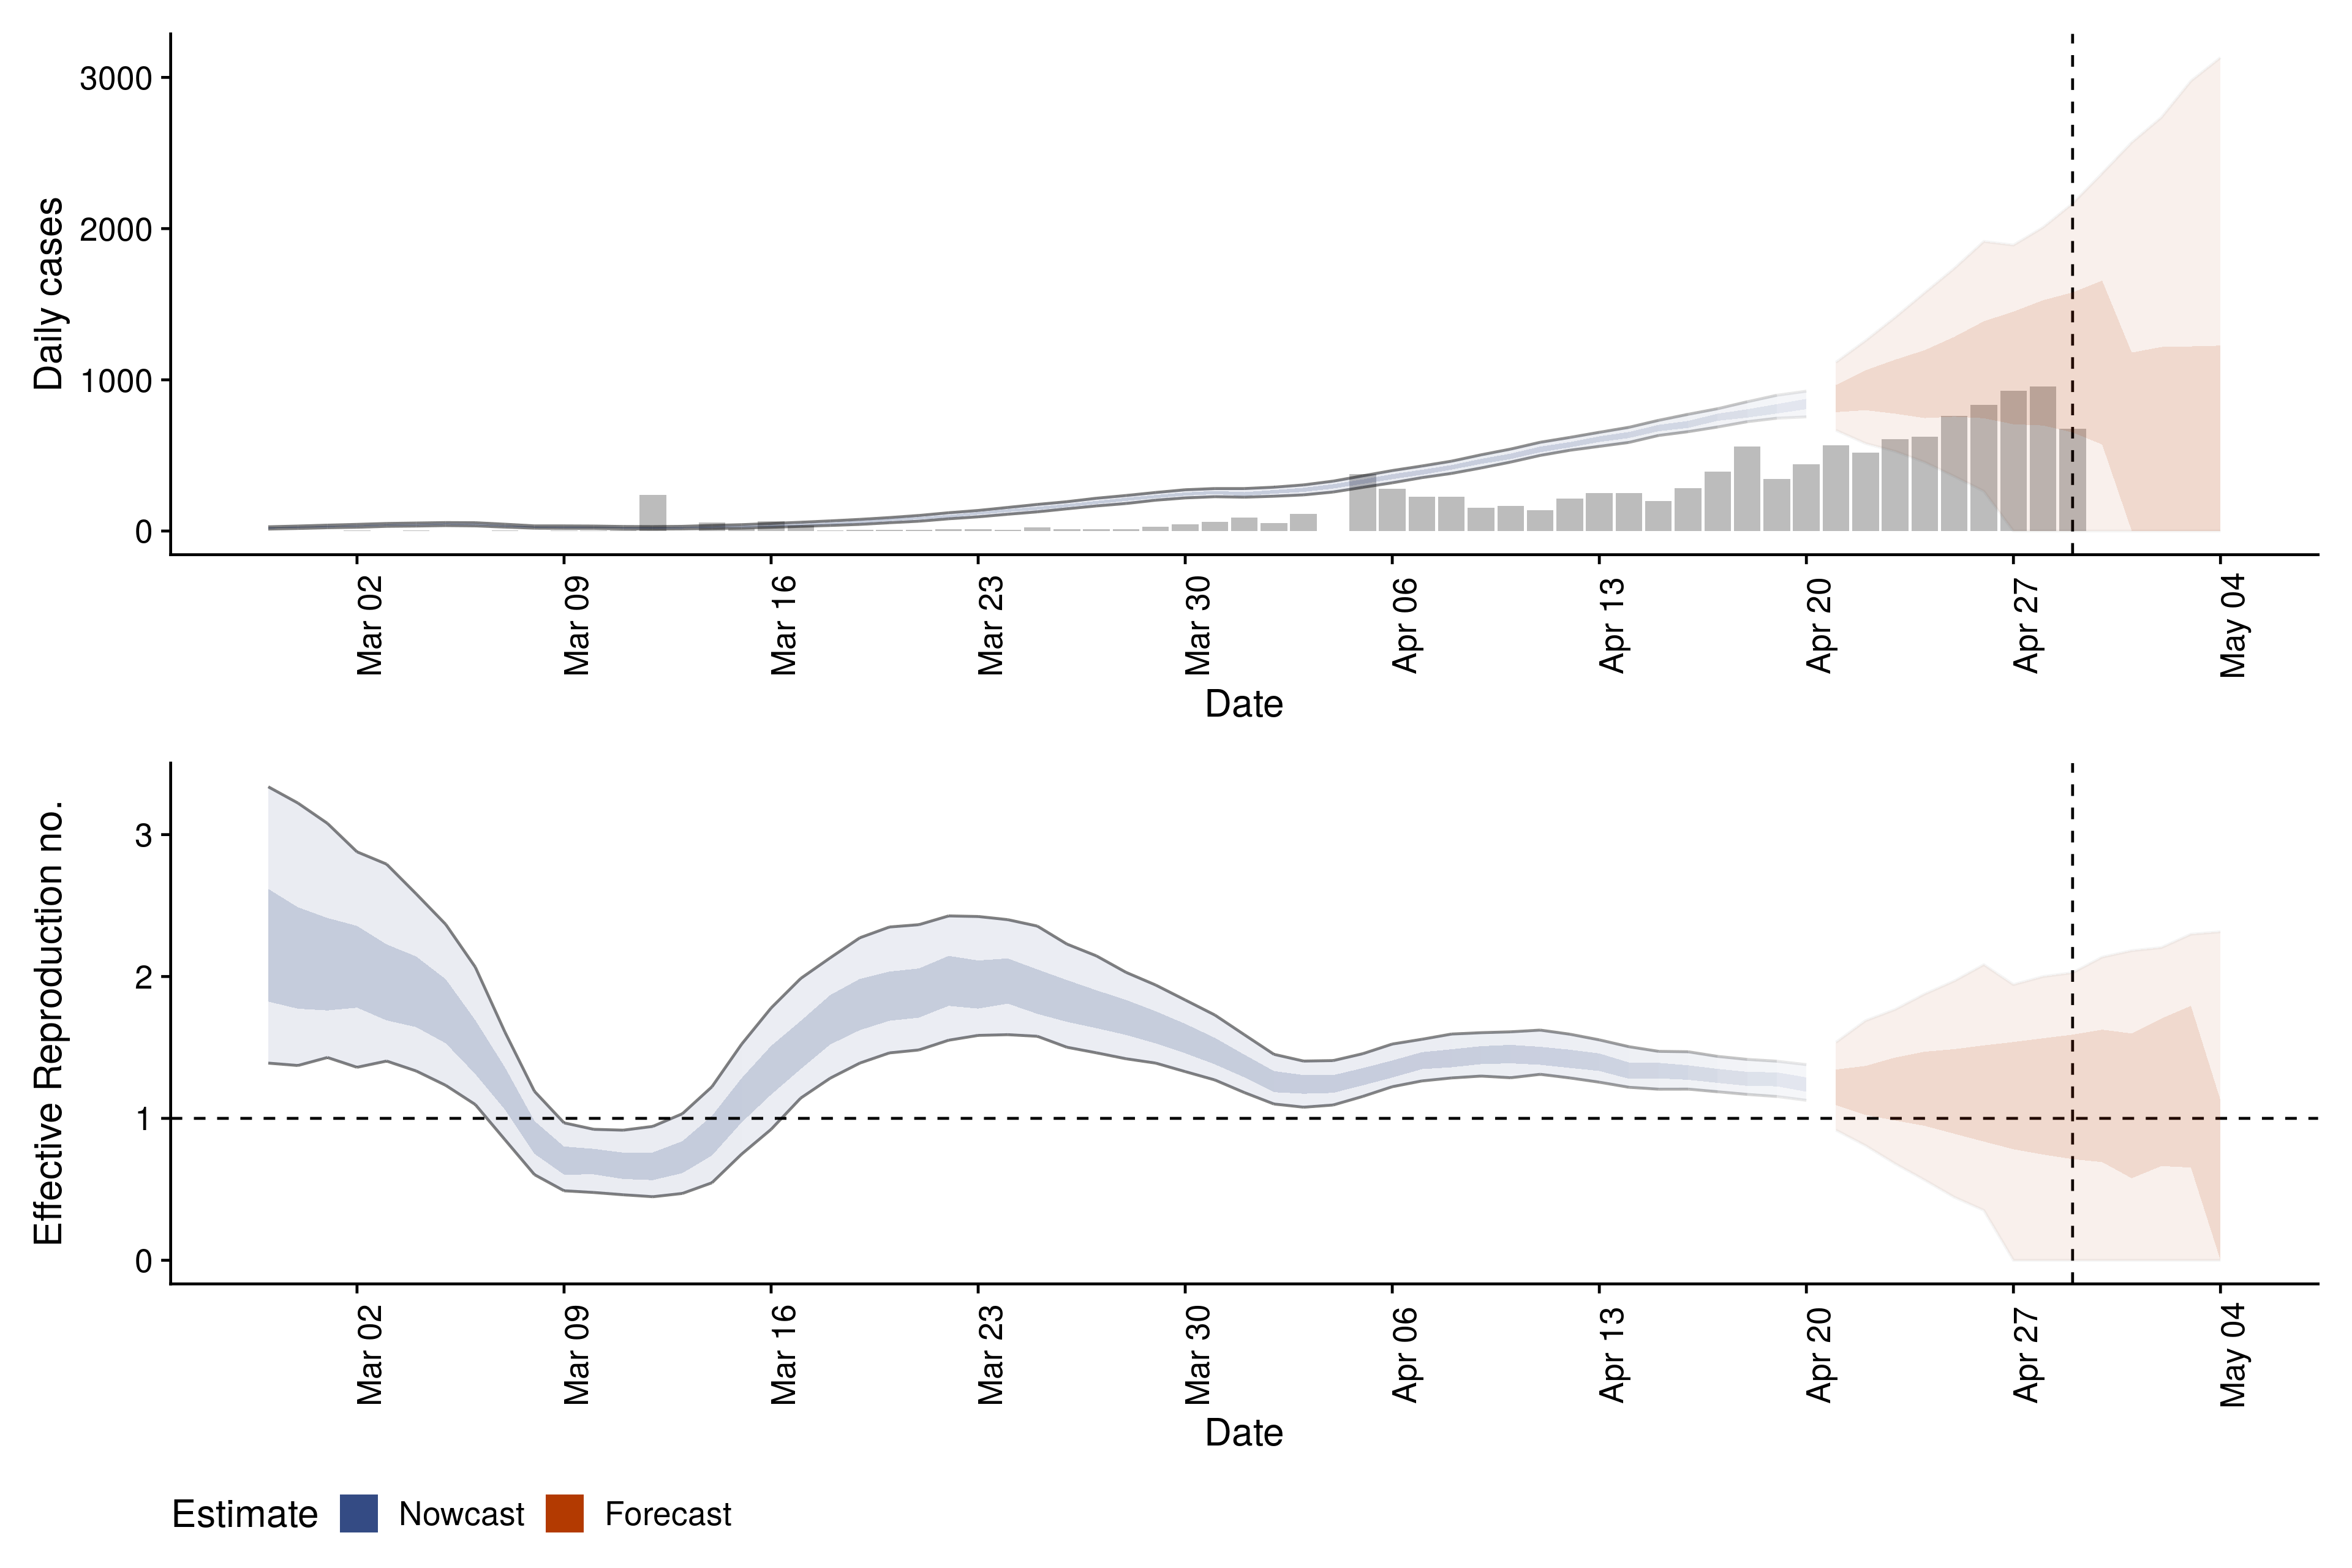 Daily cases
3000
2000
1000
0
Mar 02
Mar 09
Mar 16
Mar 23
Mar 30
Apr 06
Apr 13
Apr 20
Apr 27
May 04
Date
Effective Reproduction no.
3
2
1
0
Mar 02
Mar 09
Mar 16
Mar 23
Mar 30
Apr 06
Apr 13
Apr 20
Apr 27
May 04
Date
Estimate Nowcast Forecast